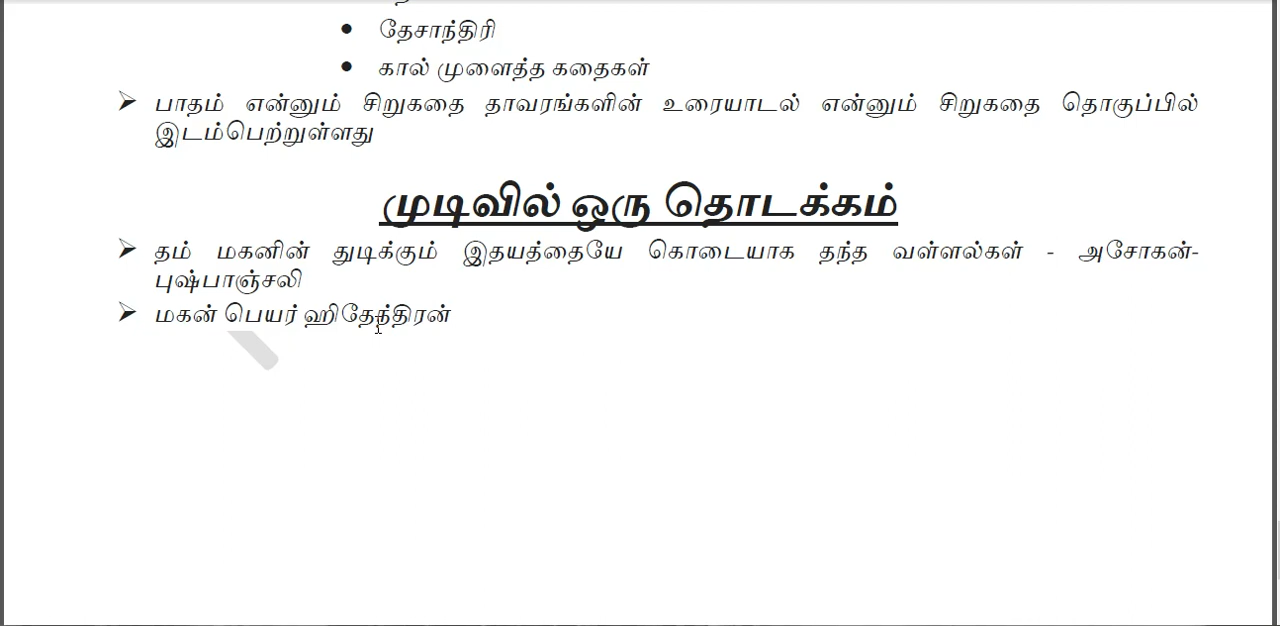 • தேசாந்திரி
• கால் முளைத்த கதைகள்
➢ பாதம் என்னும் சிறுகதை தாவரங்களின் உரையாடல் என்னும் சிறுகதை தொகுப்பில்
இடம்பெற்றுள்ளது
முடிவில் ஒரு தொடக்கம்
➢ தம் மகனின் துடிக்கும் இதயத்தையே கொடையாக தந்த வள்ளல்கள் - அசோகன்-
புஷ்பாஞ்சலி
➢ மகன் பெயர் ஹிதேந்திரன்